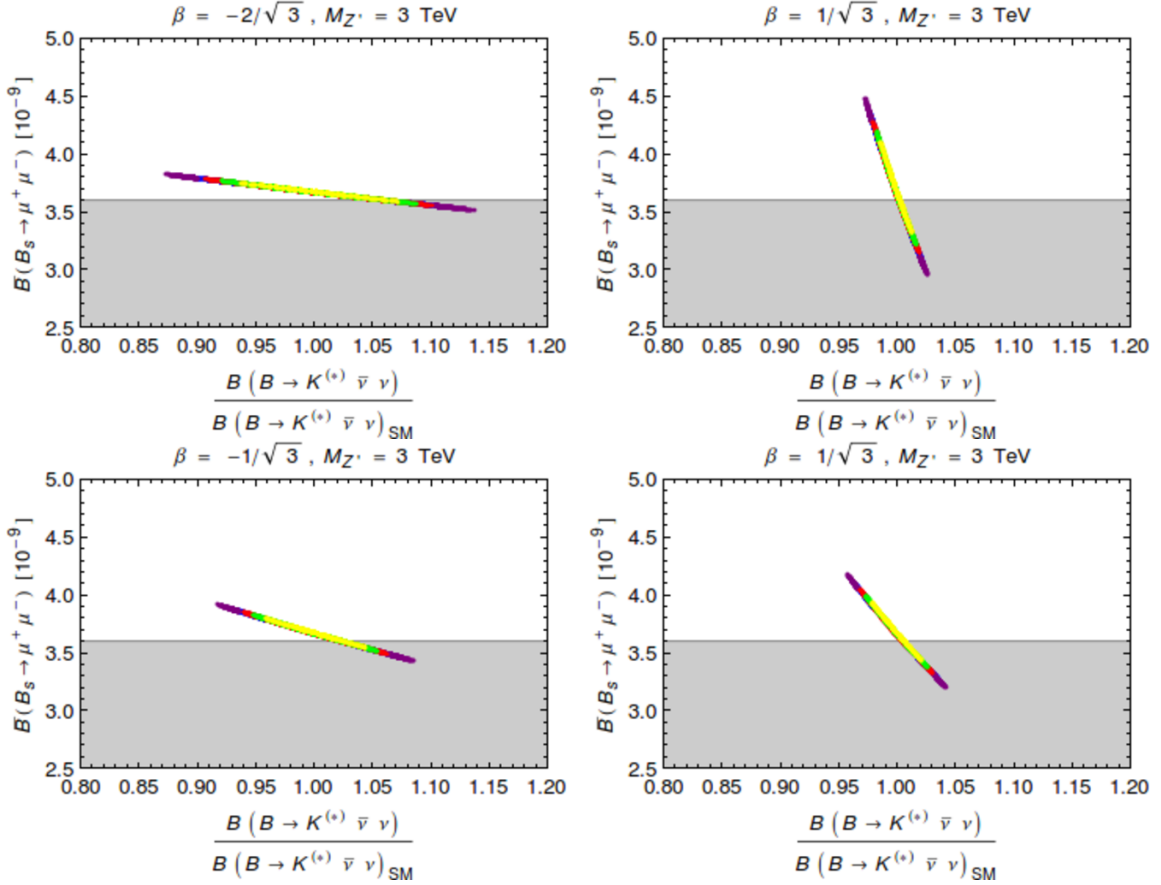 β = −2/√3 , M_Z' = 3 TeV
5.0
4.5
4.0
3.5
3.0
2.5
B̄(B_s → μ⁺ μ⁻) [10⁻⁹]
0.80 0.85 0.90 0.95 1.00 1.05 1.10 1.15 1.20
B (B → K⁽*⁾ ν̄ ν)
B (B → K⁽*⁾ ν̄ ν)_SM
β = 1/√3 , M_Z' = 3 TeV
5.0
4.5
4.0
3.5
3.0
2.5
B̄(B_s → μ⁺ μ⁻) [10⁻⁹]
0.80 0.85 0.90 0.95 1.00 1.05 1.10 1.15 1.20
B (B → K⁽*⁾ ν̄ ν)
B (B → K⁽*⁾ ν̄ ν)_SM
β = −1/√3 , M_Z' = 3 TeV
5.0
4.5
4.0
3.5
3.0
2.5
B̄(B_s → μ⁺ μ⁻) [10⁻⁹]
0.80 0.85 0.90 0.95 1.00 1.05 1.10 1.15 1.20
B (B → K⁽*⁾ ν̄ ν)
B (B → K⁽*⁾ ν̄ ν)_SM
β = 1/√3 , M_Z' = 3 TeV
5.0
4.5
4.0
3.5
3.0
2.5
B̄(B_s → μ⁺ μ⁻) [10⁻⁹]
0.80 0.85 0.90 0.95 1.00 1.05 1.10 1.15 1.20
B (B → K⁽*⁾ ν̄ ν)
B (B → K⁽*⁾ ν̄ ν)_SM